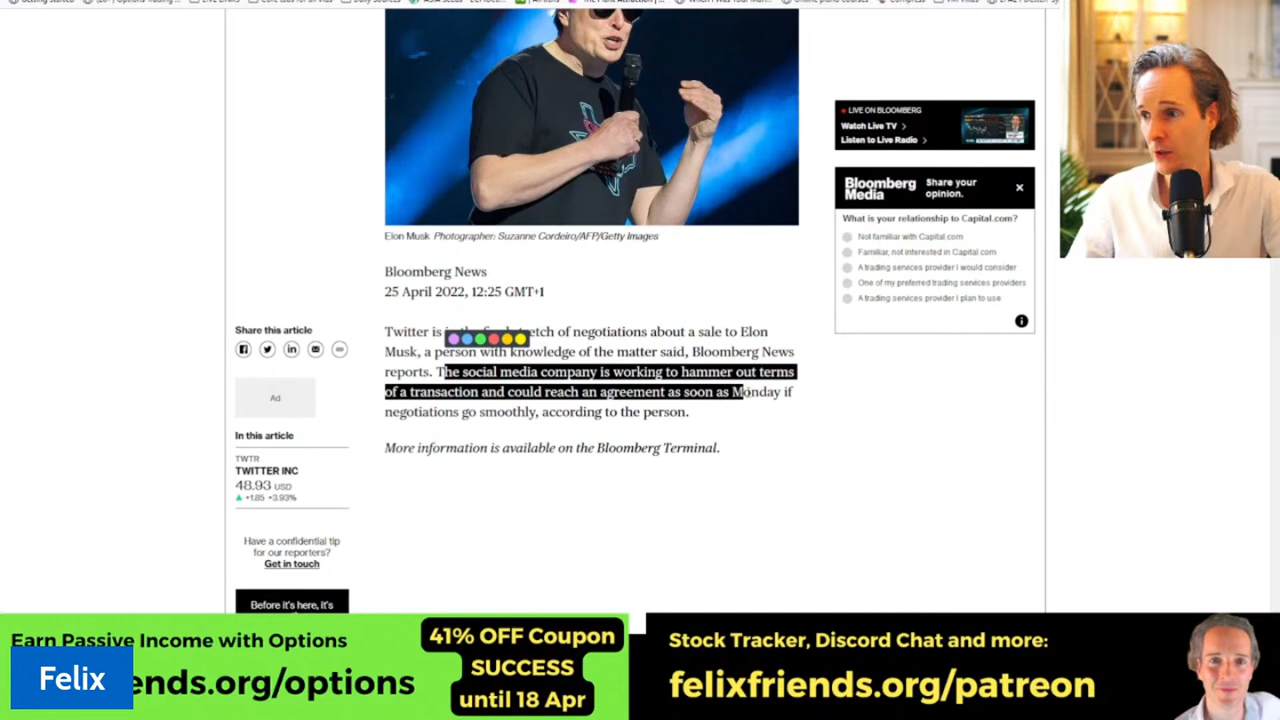 Elon Musk Photographer: Suzanne Cordeiro/AFP/Getty Images
Bloomberg News
25 April 2022, 12:25 GMT+1
Twitter is in the final stretch of negotiations about a sale to Elon
Musk, a person with knowledge of the matter said, Bloomberg News
reports. The social media company is working to hammer out terms
of a transaction and could reach an agreement as soon as Monday if
negotiations go smoothly, according to the person.
More information is available on the Bloomberg Terminal.
Share this article
Ad
In this article
TWTR
TWITTER INC
48.93 USD
+1.85 +3.93%
Have a confidential tip
for our reporters?
Get in touch
Before it's here, it's
LIVE ON BLOOMBERG
Watch Live TV
Listen to Live Radio
Bloomberg
Media
Share your
opinion.
What is your relationship to Capital.com?
Not familiar with Capital.com
Familiar, not interested in Capital.com
A trading services provider I would consider
One of my preferred trading services providers
A trading services provider I plan to use
Earn Passive Income with Options
ends.org/options
Felix
41% OFF Coupon
SUCCESS
until 18 Apr
Stock Tracker, Discord Chat and more:
felixfriends.org/patreon